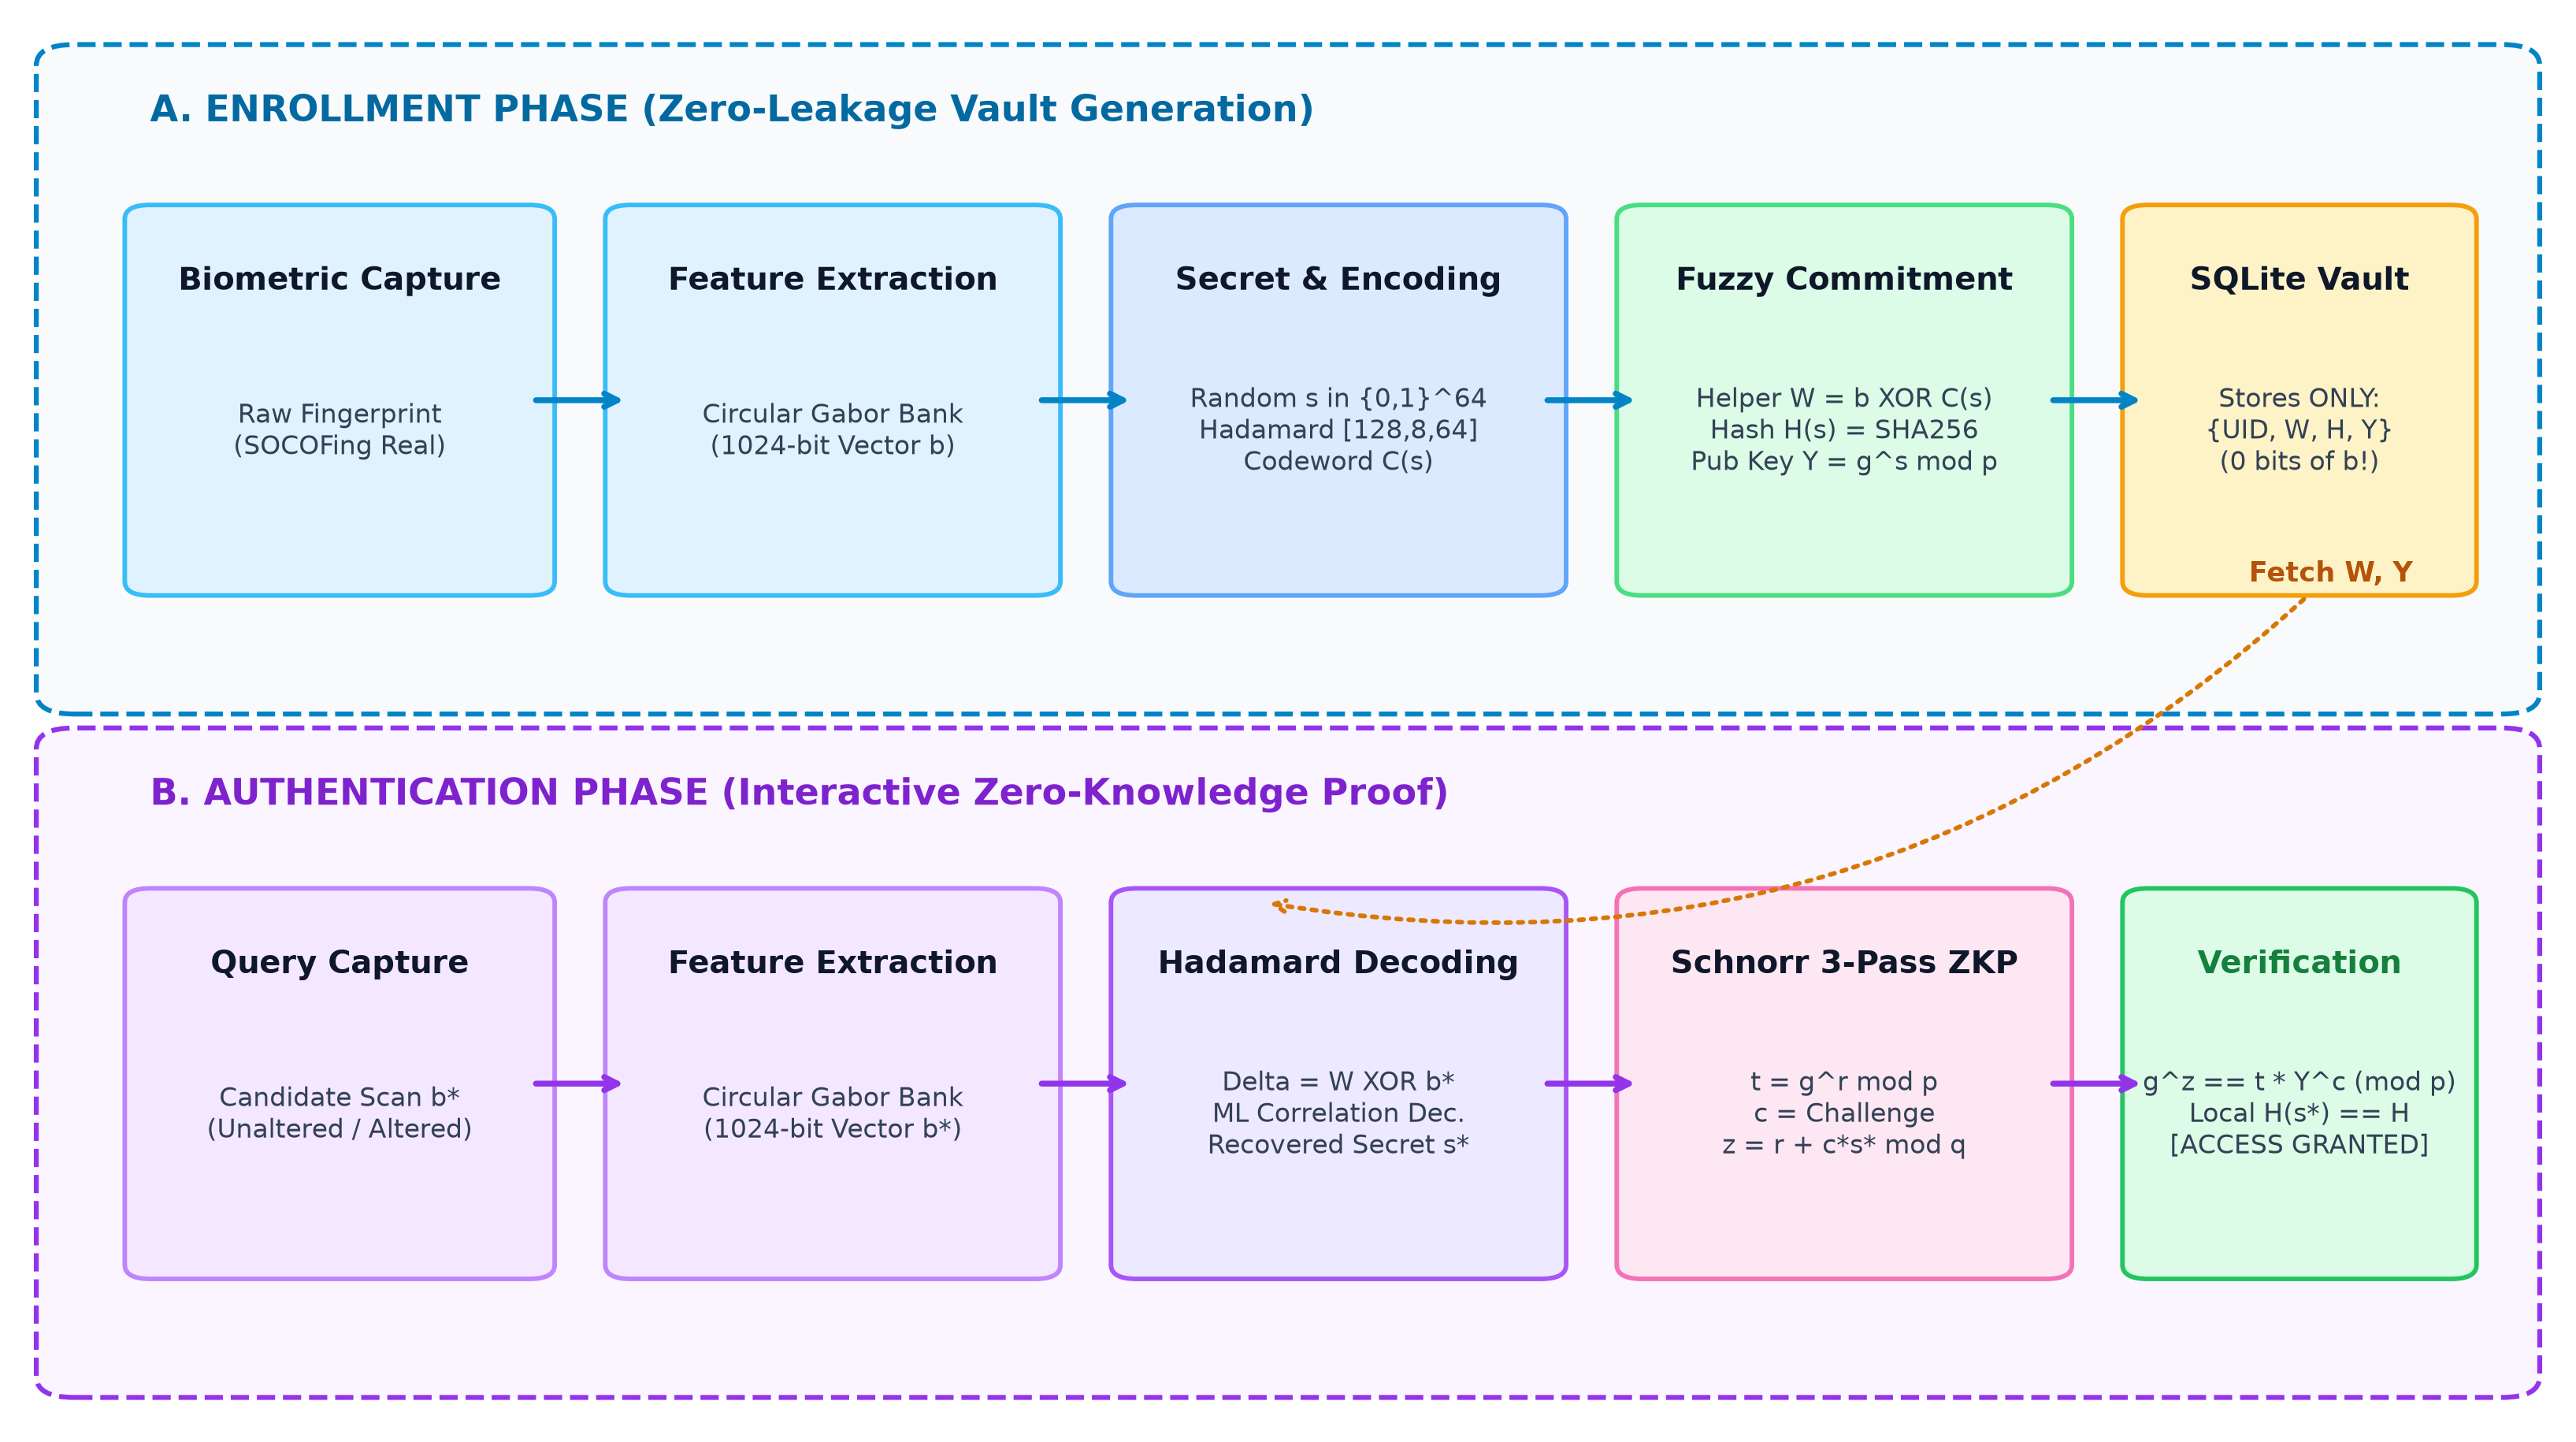 A. ENROLLMENT PHASE (Zero-Leakage Vault Generation)
Biometric Capture
Raw Fingerprint
(SOCOFing Real)
Feature Extraction
Circular Gabor Bank
(1024-bit Vector b)
Secret & Encoding
Random s in {0,1}^64
Hadamard [128,8,64]
Codeword C(s)
Fuzzy Commitment
Helper W = b XOR C(s)
Hash H(s) = SHA256
Pub Key Y = g^s mod p
SQLite Vault
Stores ONLY:
{UID, W, H, Y}
(0 bits of b!)
Fetch W, Y
B. AUTHENTICATION PHASE (Interactive Zero-Knowledge Proof)
Query Capture
Candidate Scan b*
(Unaltered / Altered)
Feature Extraction
Circular Gabor Bank
(1024-bit Vector b*)
Hadamard Decoding
Delta = W XOR b*
ML Correlation Dec.
Recovered Secret s*
Schnorr 3-Pass ZKP
t = g^r mod p
c = Challenge
z = r + c*s* mod q
Verification
g^z == t * Y^c (mod p)
Local H(s*) == H
[ACCESS GRANTED]